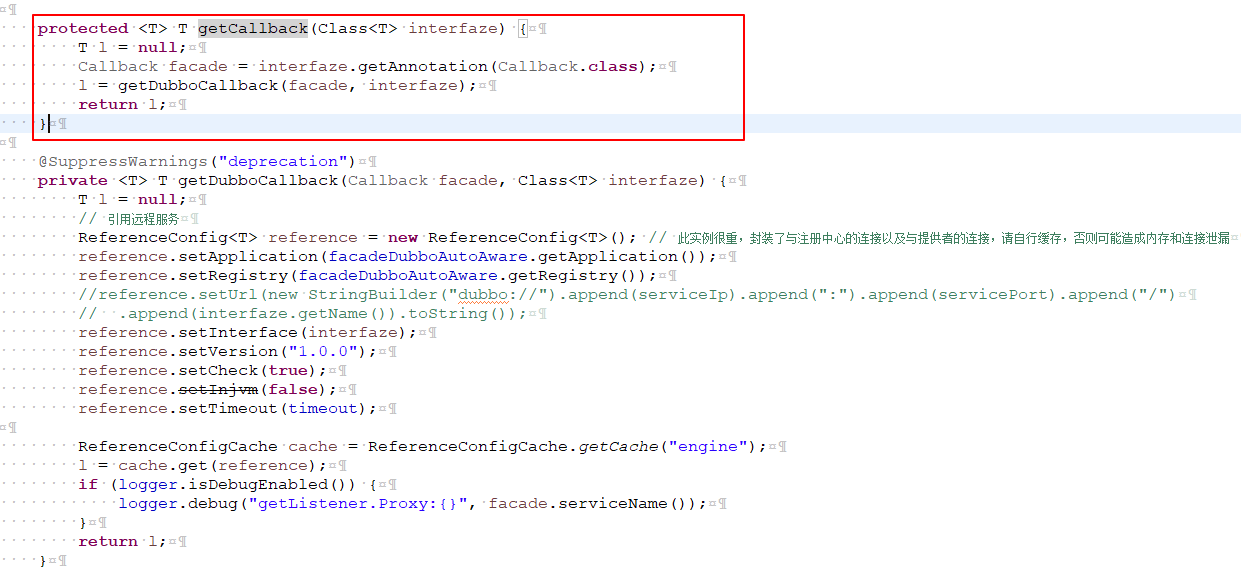 protected <T> T getCallback(Class<T> interfaze) {
T l = null;
Callback facade = interfaze.getAnnotation(Callback.class);
l = getDubboCallback(facade, interfaze);
return l;
}
@SuppressWarnings("deprecation")
private <T> T getDubboCallback(Callback facade, Class<T> interfaze) {
T l = null;
// 引用远程服务
ReferenceConfig<T> reference = new ReferenceConfig<T>(); // 此实例很重，封装了与注册中心的连接以及与提供者的连接，请自行缓存，否则可能造成内存和连接泄漏
reference.setApplication(facadeDubboAutoAware.getApplication());
reference.setRegistry(facadeDubboAutoAware.getRegistry());
//reference.setUrl(new StringBuilder("dubbo://").append(serviceIp).append(":").append(servicePort).append("/")
// .append(interfaze.getName()).toString());
reference.setInterface(interfaze);
reference.setVersion("1.0.0");
reference.setCheck(true);
reference.setInjvm(false);
reference.setTimeout(timeout);
ReferenceConfigCache cache = ReferenceConfigCache.getCache("engine");
l = cache.get(reference);
if (logger.isDebugEnabled()) {
logger.debug("getListener.Proxy:{}", facade.serviceName());
}
return l;
}